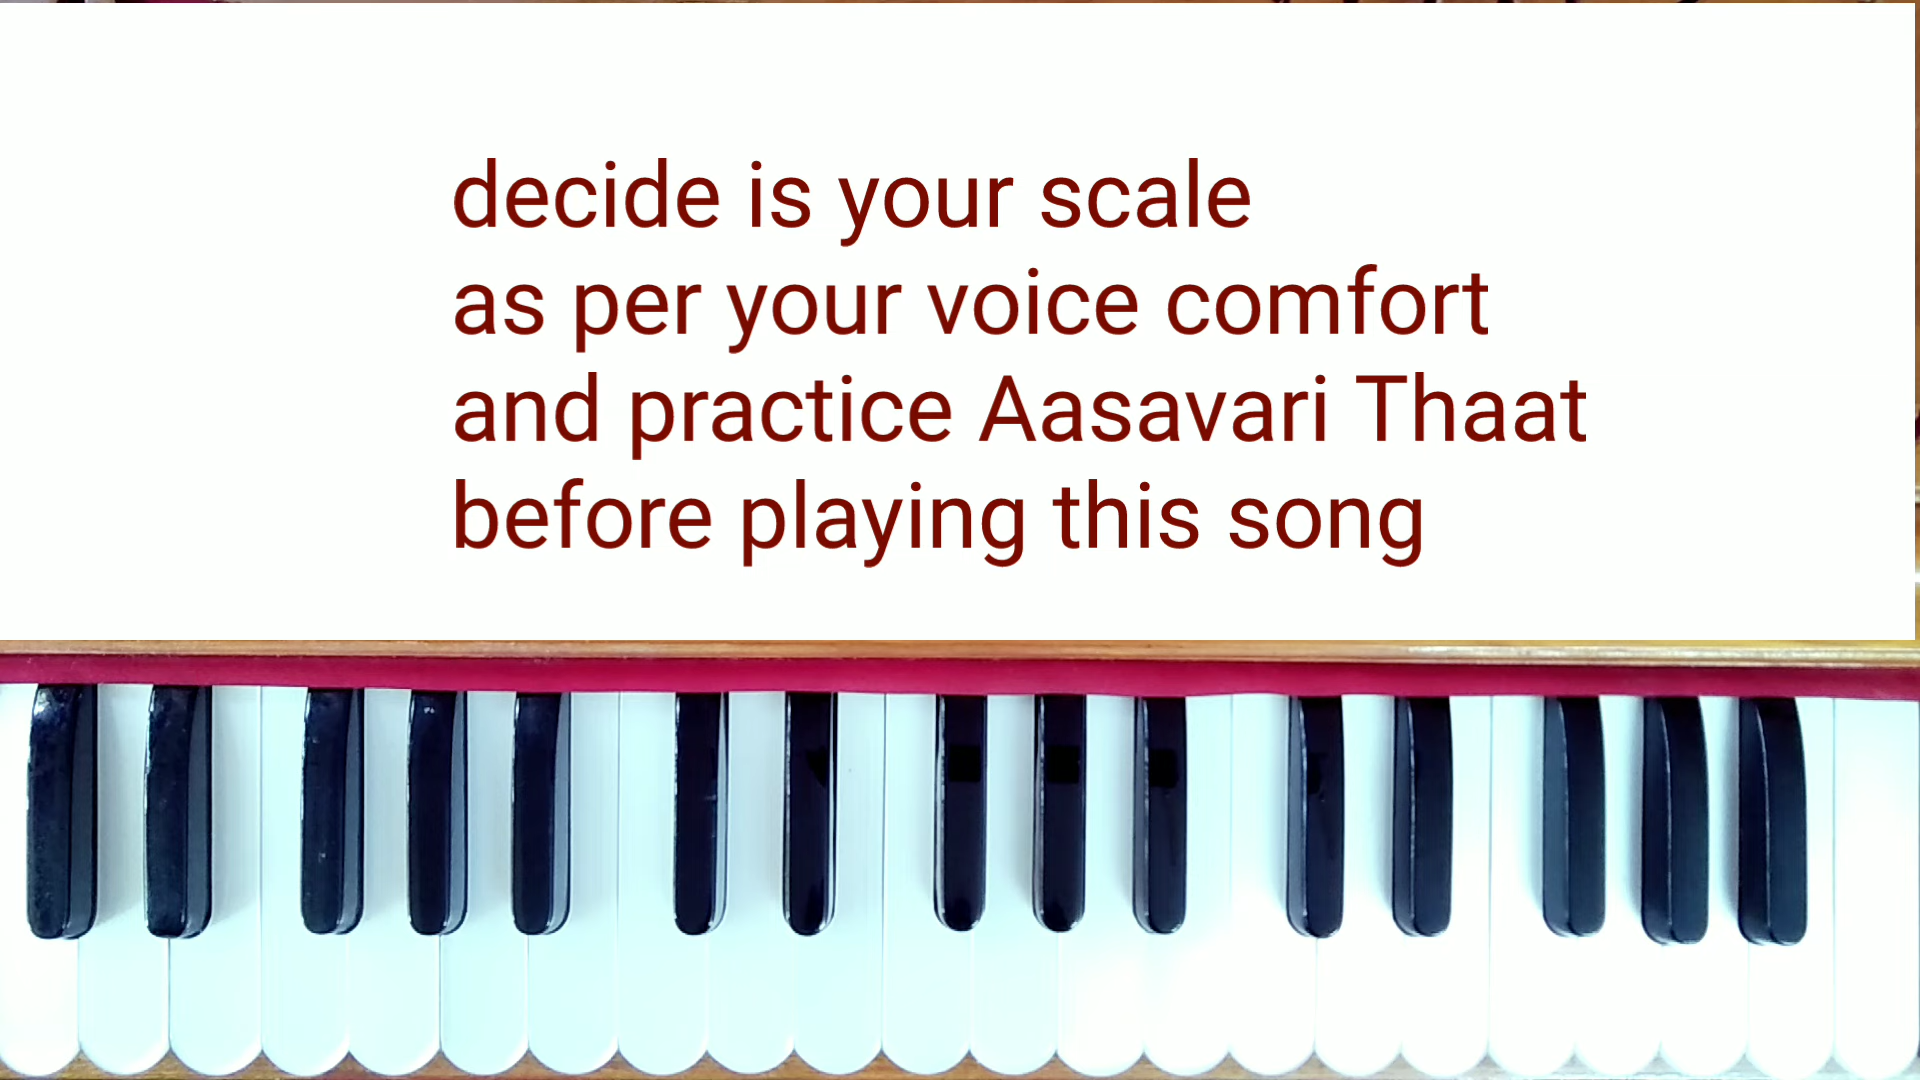 decide is your scale
as per your voice comfort
and practice Aasavari Thaat
before playing this song